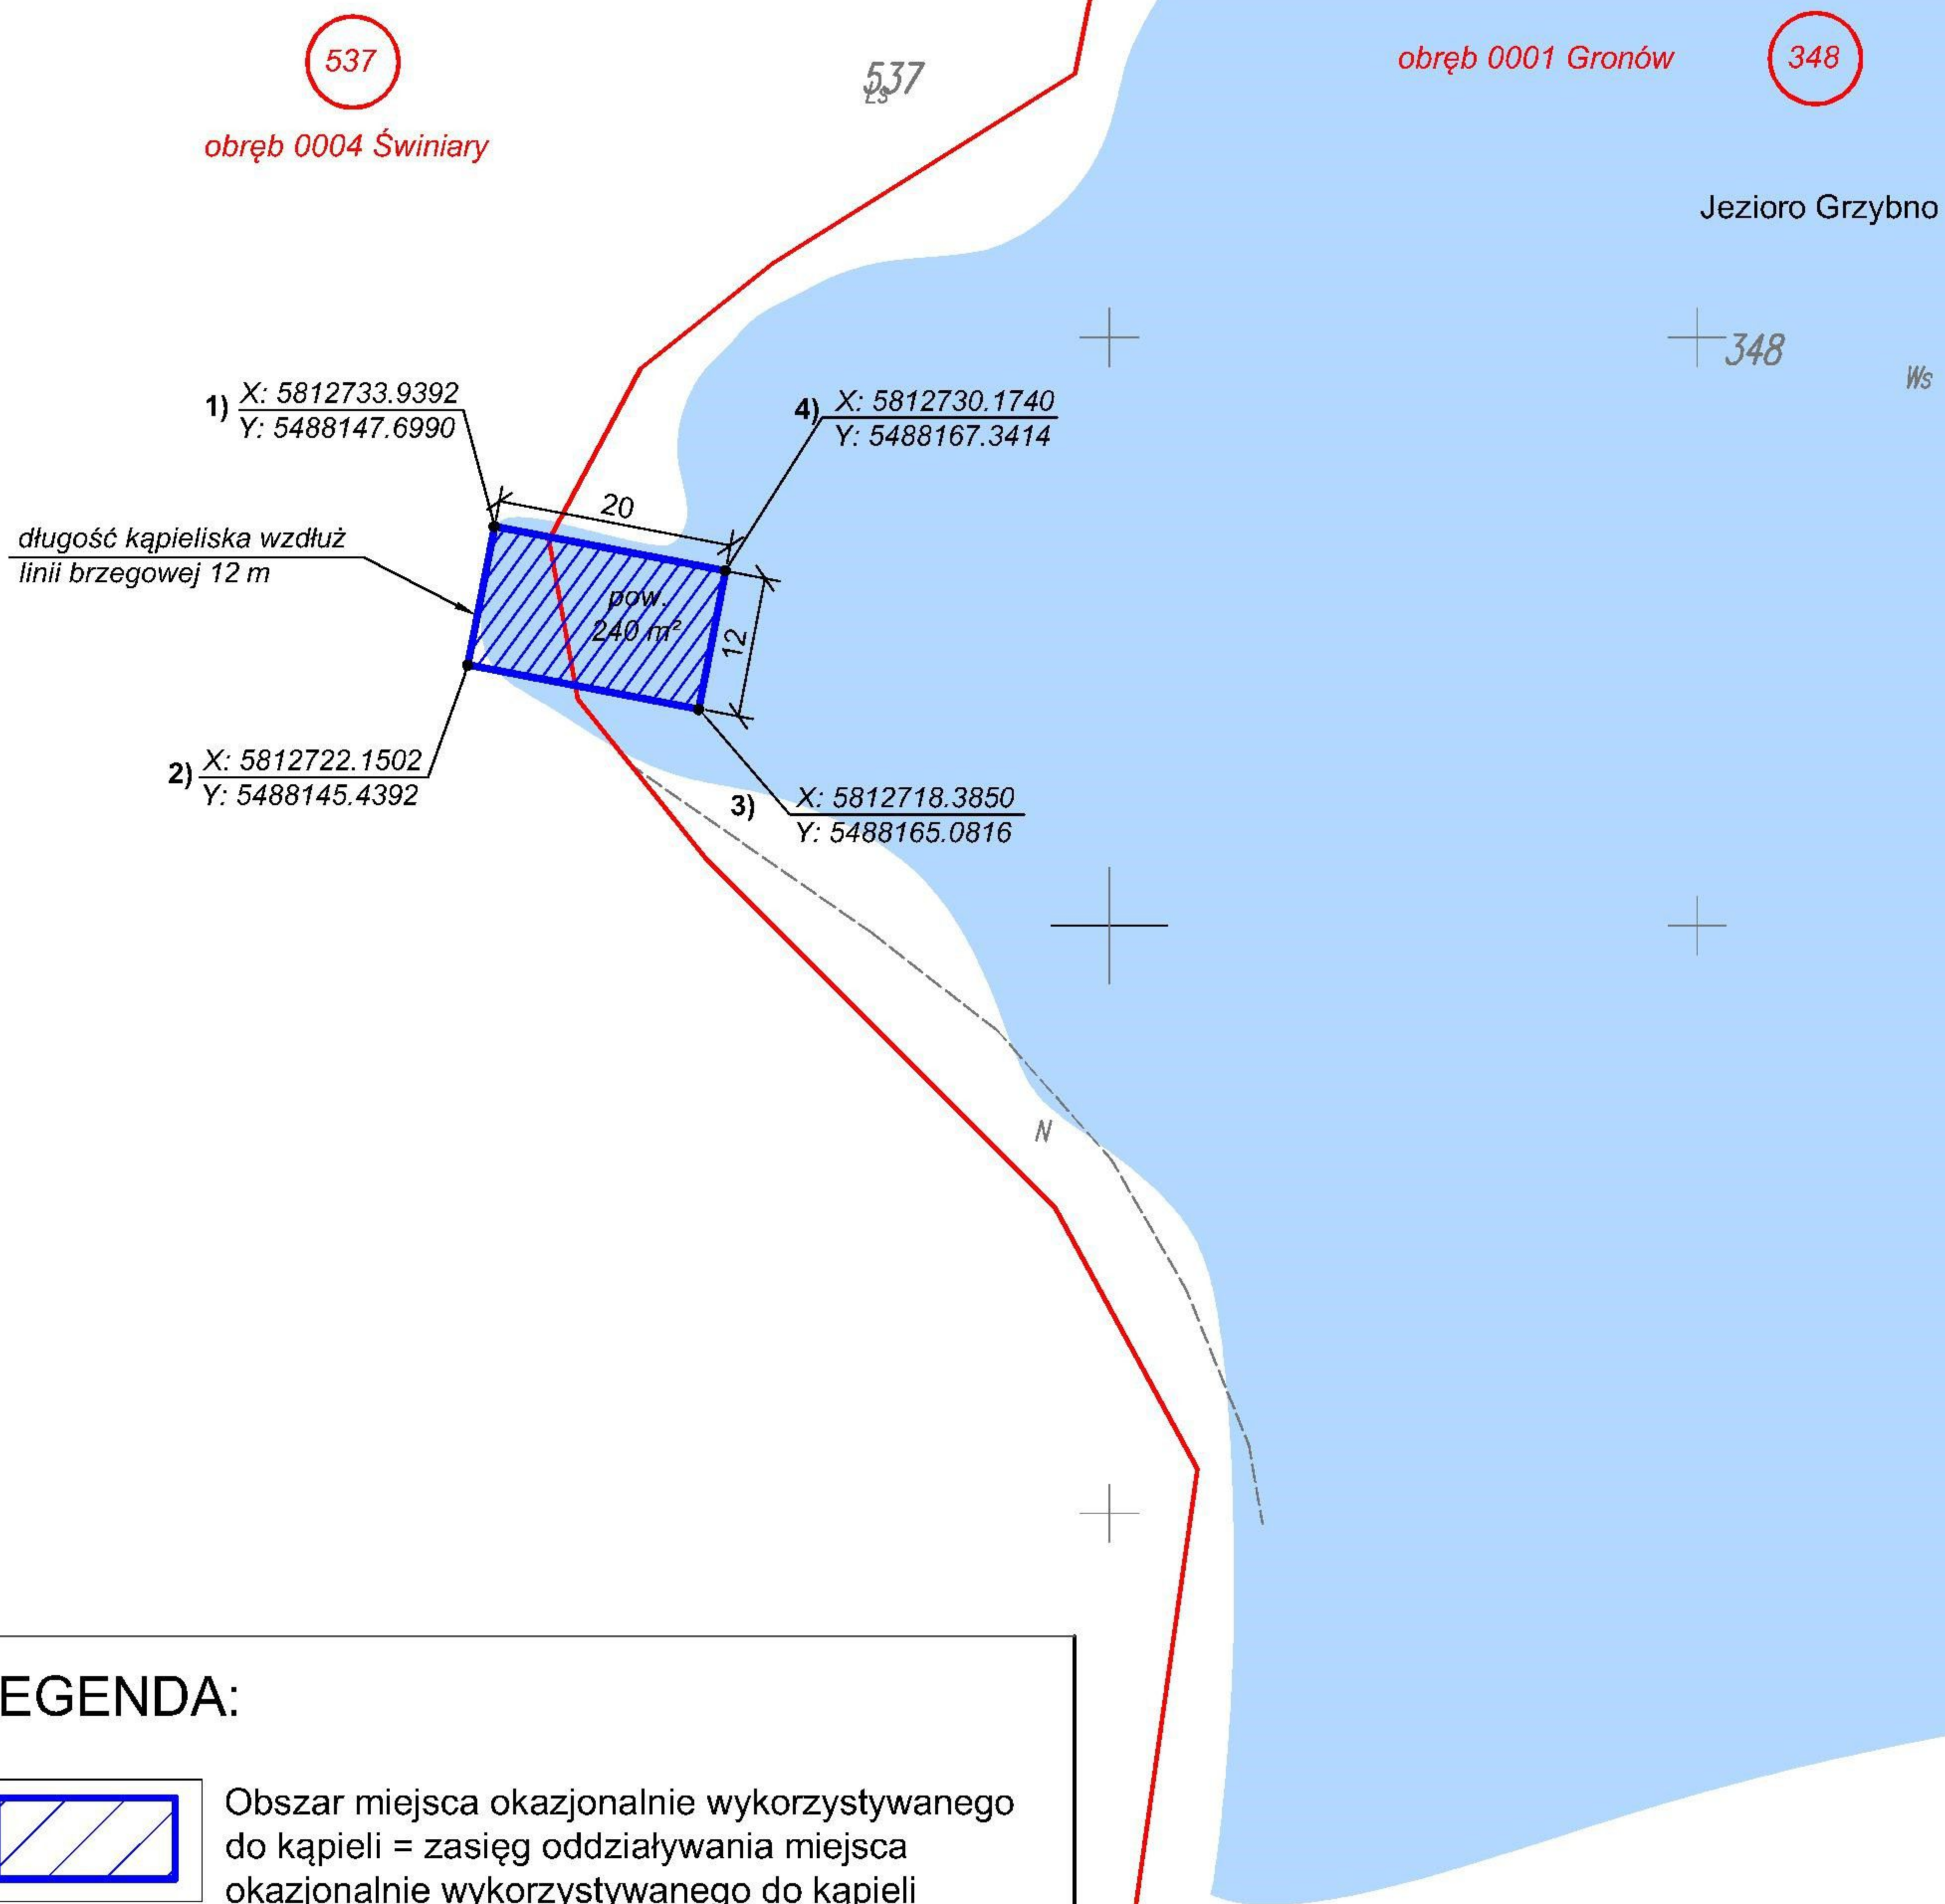 537
obręb 0004 Świniary
537
Ls
obręb 0001 Gronów
348
Jezioro Grzybno
348
Ws
1) X: 5812733.9392
Y: 5488147.6990
4) X: 5812730.1740
Y: 5488167.3414
20
długość kąpieliska wzdłuż
linii brzegowej 12 m
pow.
240 m²
12
2) X: 5812722.1502
Y: 5488145.4392
3) X: 5812718.3850
Y: 5488165.0816
N
EGENDA:
Obszar miejsca okazjonalnie wykorzystywanego
do kąpieli = zasięg oddziaływania miejsca
okazjonalnie wykorzystywanego do kąpieli